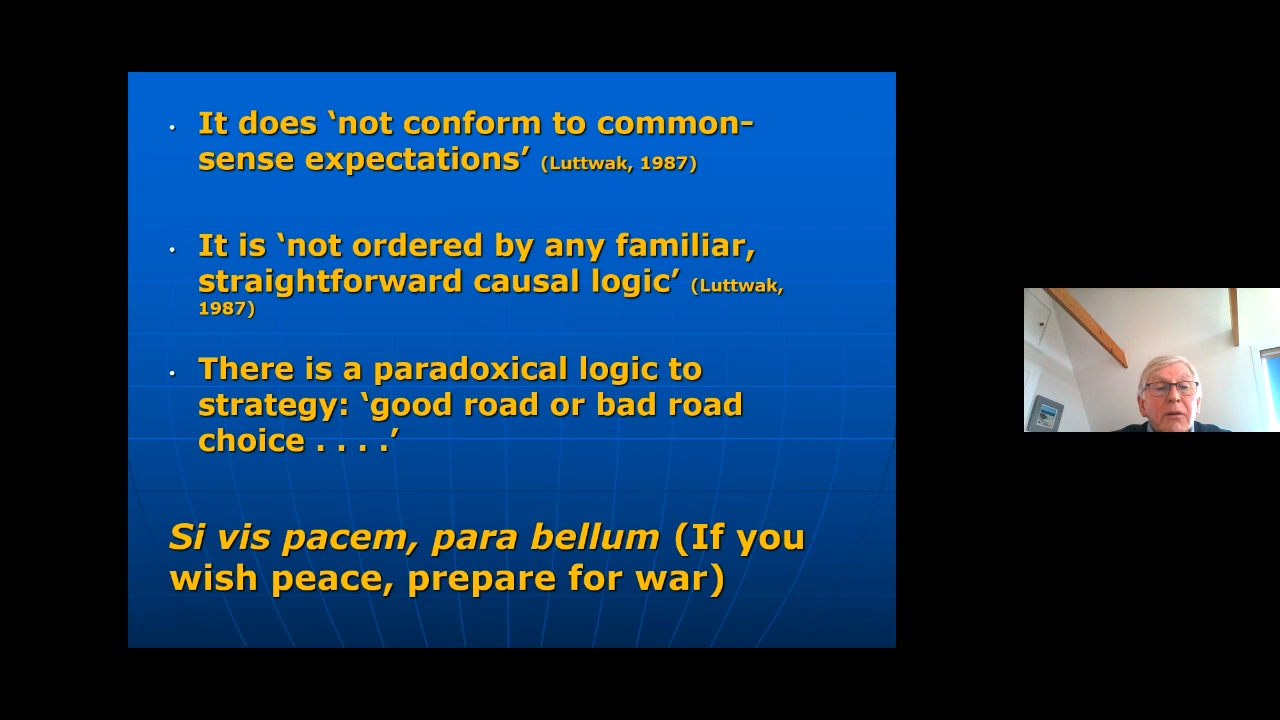 • It does ‘not conform to common-
sense expectations’ (Luttwak, 1987)
• It is ‘not ordered by any familiar,
straightforward causal logic’ (Luttwak,
1987)
• There is a paradoxical logic to
strategy: ‘good road or bad road
choice . . . .’
Si vis pacem, para bellum (If you
wish peace, prepare for war)